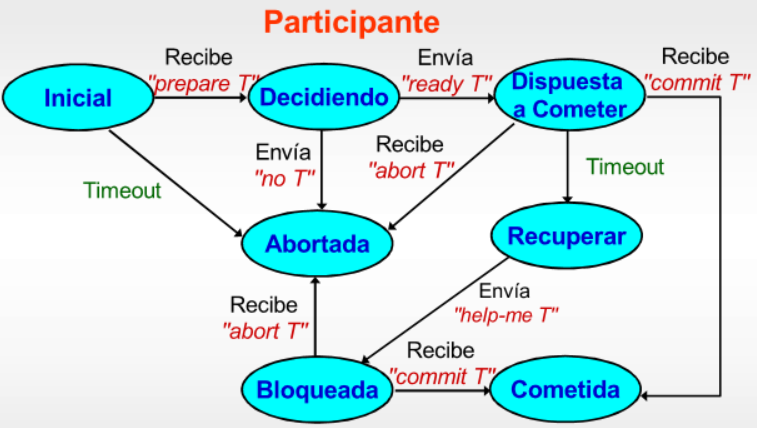 Participante
Recibe
"prepare T"
Envía
"ready T"
Recibe
"commit T"
Inicial
Decidiendo
Dispuesta
a Cometer
Timeout
Envía
"no T"
Recibe
"abort T"
Timeout
Abortada
Recuperar
Recibe
"abort T"
Envía
"help-me T"
Recibe
"commit T"
Bloqueada
Cometida